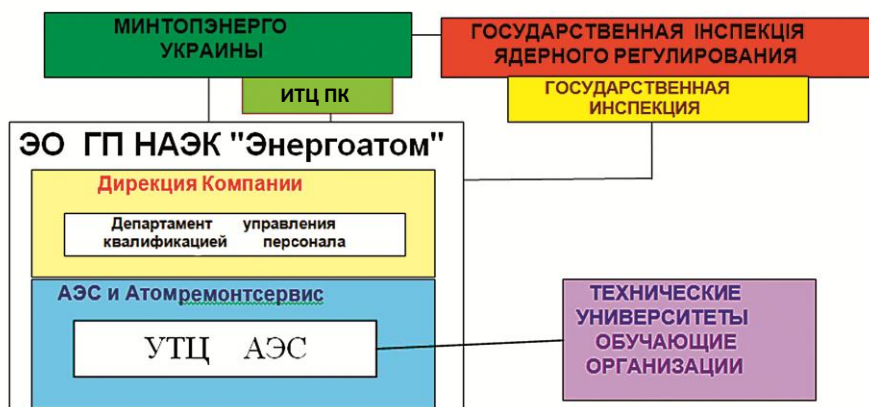 МИНТОПЭНЕРГО
УКРАИНЫ
ГОСУДАРСТВЕННАЯ ІНСПЕКЦІЯ
ЯДЕРНОГО РЕГУЛИРОВАНИЯ
ИТЦ ПК
ГОСУДАРСТВЕННАЯ
ИНСПЕКЦИЯ
ЭО ГП НАЭК "Энергоатом"
Дирекция Компании
Департамент управления
квалификацией персонала
АЭС и Атомремонтсервис
УТЦ АЭС
ТЕХНИЧЕСКИЕ
УНИВЕРСИТЕТЫ
ОБУЧАЮЩИЕ
ОРГАНИЗАЦИИ